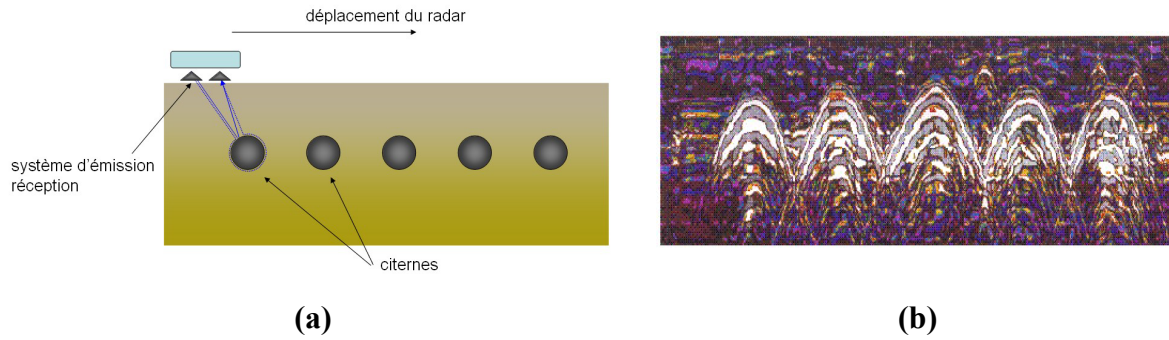 déplacement du radar
système d'émission
réception
citernes
(a)
(b)